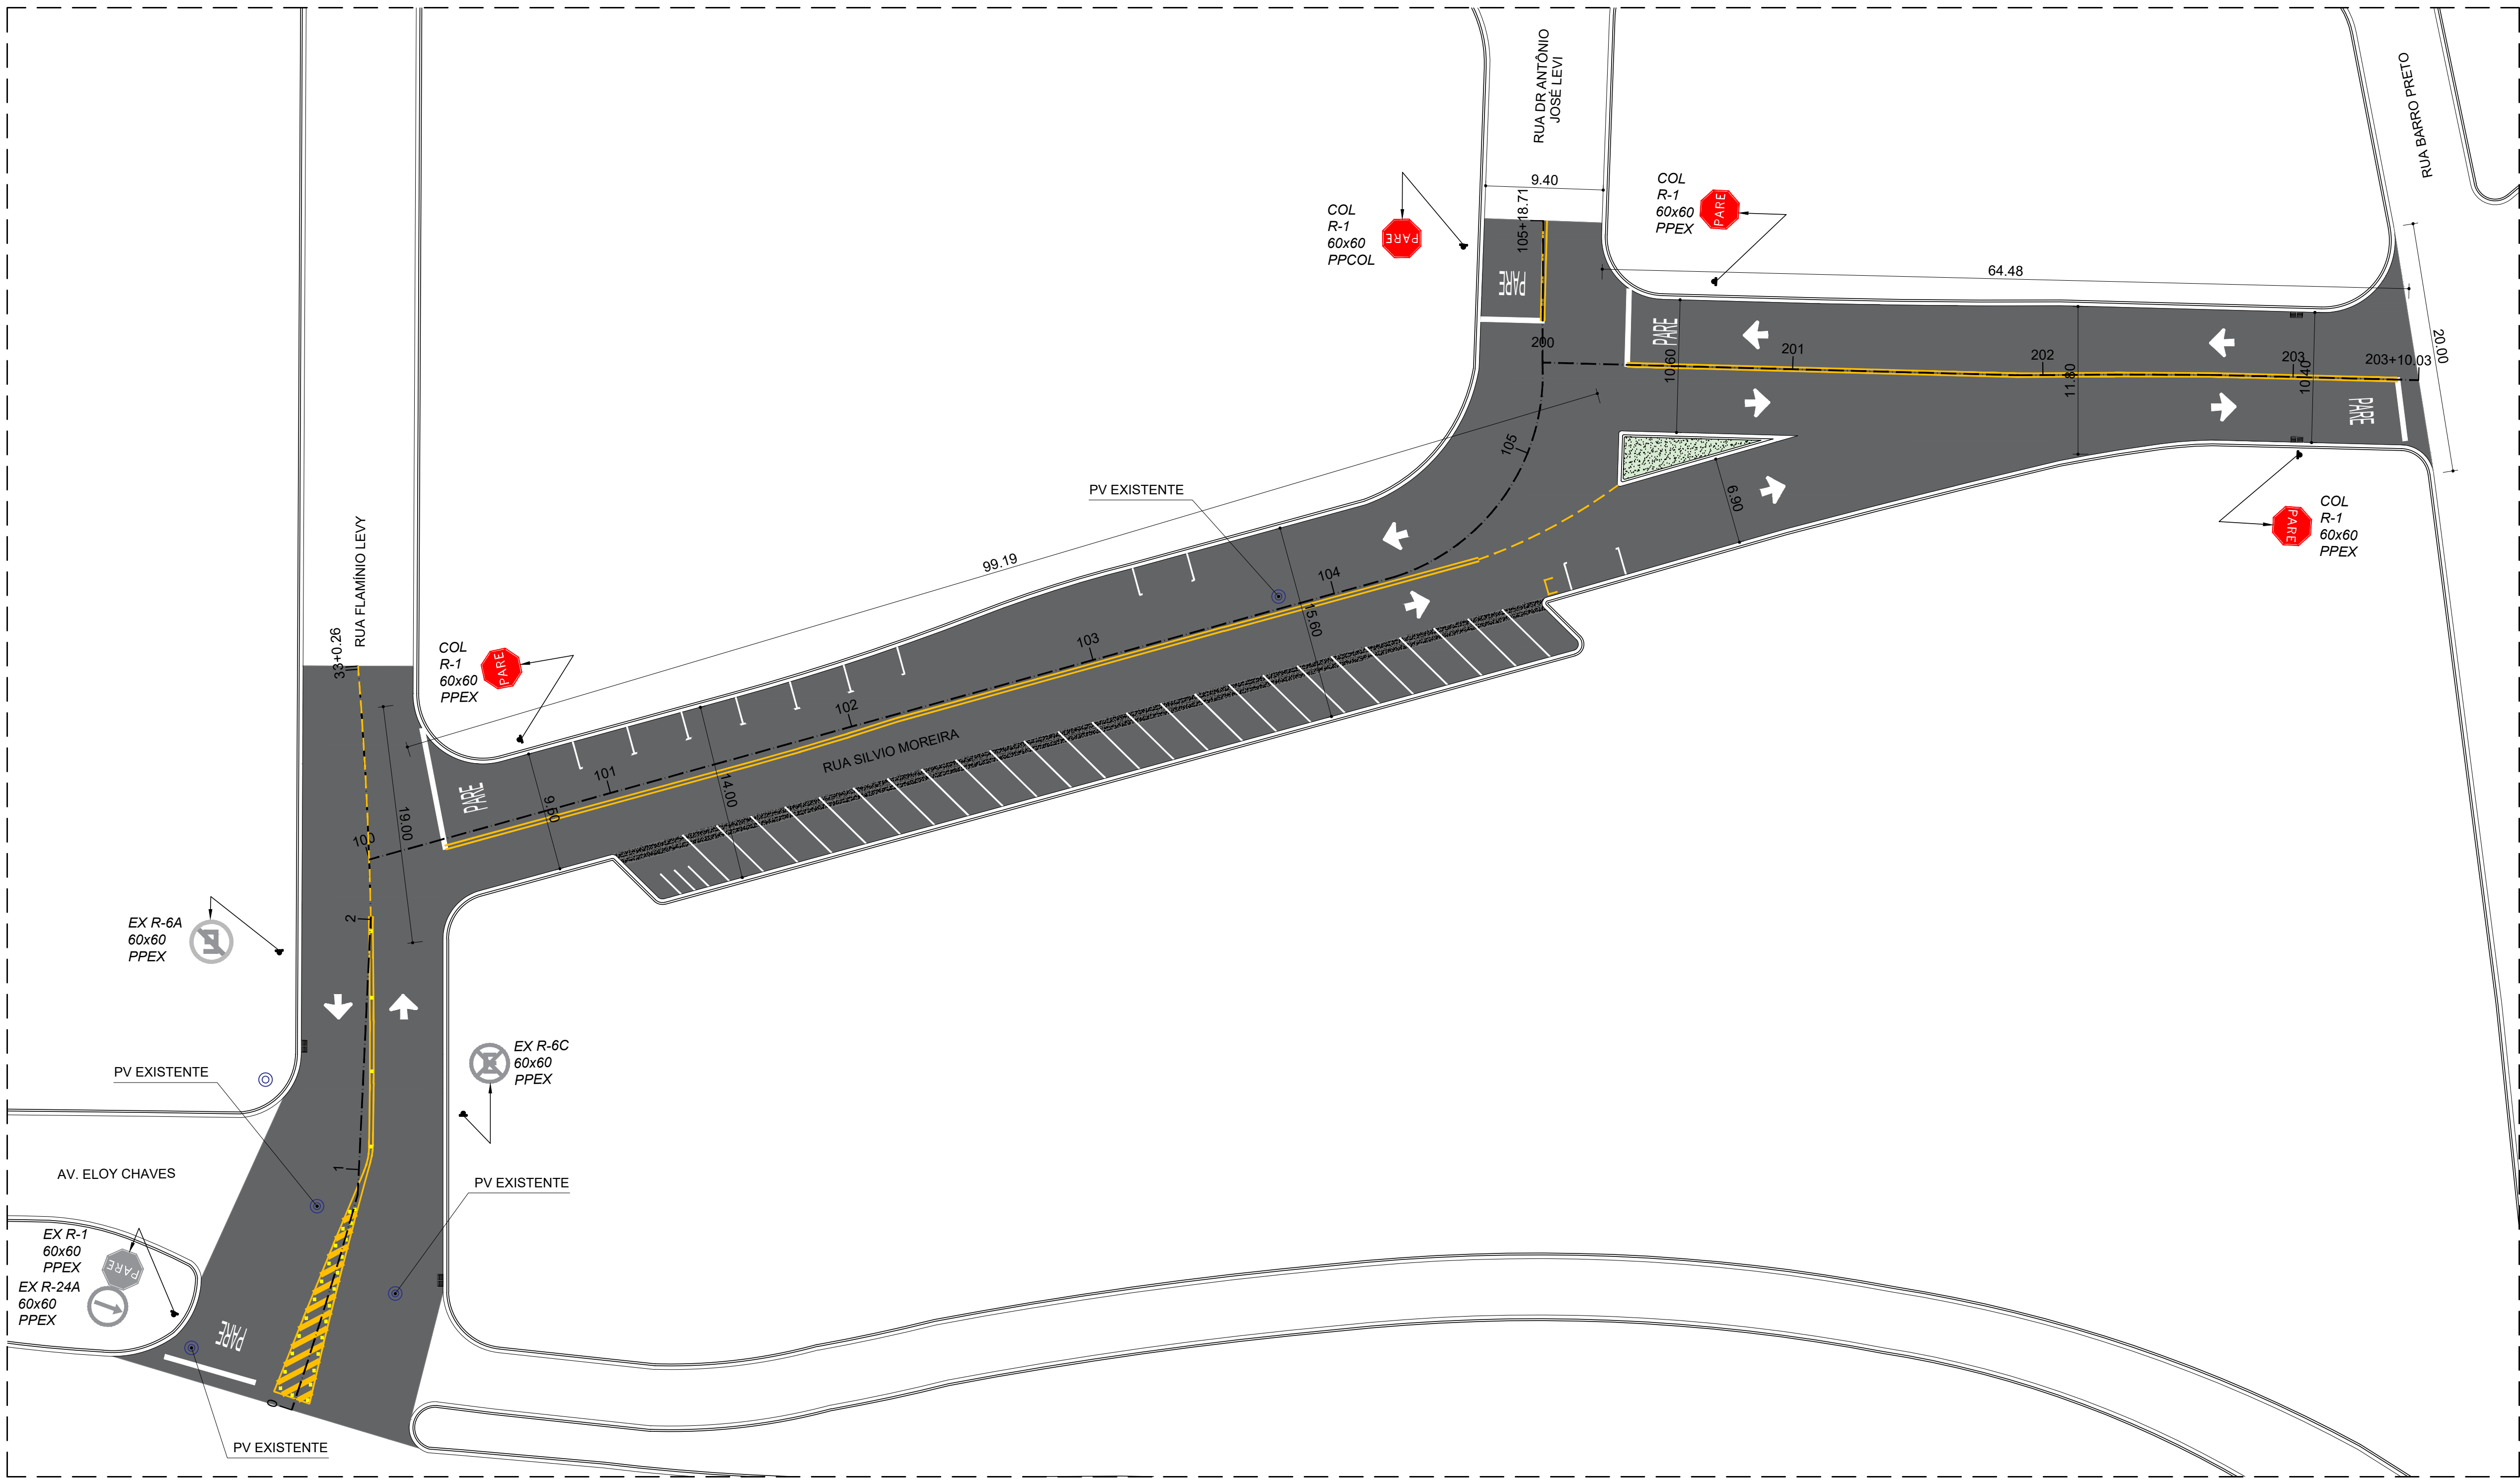 RUA DR ANTÔNIO
JOSÉ LEVI
RUA BARRO PRETO
9.40
105+18.71
COL
R-1
60x60
PPCOL
PARE
COL
R-1
60x60
PPEX
PARE
64.48
20.00
PARE
PARE
200
10.60
201
202
11.80
203
10.40
203+10.03
PARE
105
6.90
PV EXISTENTE
COL
R-1
60x60
PPEX
PARE
99.19
104
15.60
103
102
RUA SILVIO MOREIRA
101
14.00
9.50
PARE
RUA FLAMÍNIO LEVY
33+0.26
COL
R-1
60x60
PPEX
PARE
100
19.00
2
EX R-6A
60x60
PPEX
E
EX R-6C
60x60
PPEX
E
PV EXISTENTE
AV. ELOY CHAVES
1
PV EXISTENTE
EX R-1
60x60
PPEX
PARE
EX R-24A
60x60
PPEX
PARE
0
PV EXISTENTE